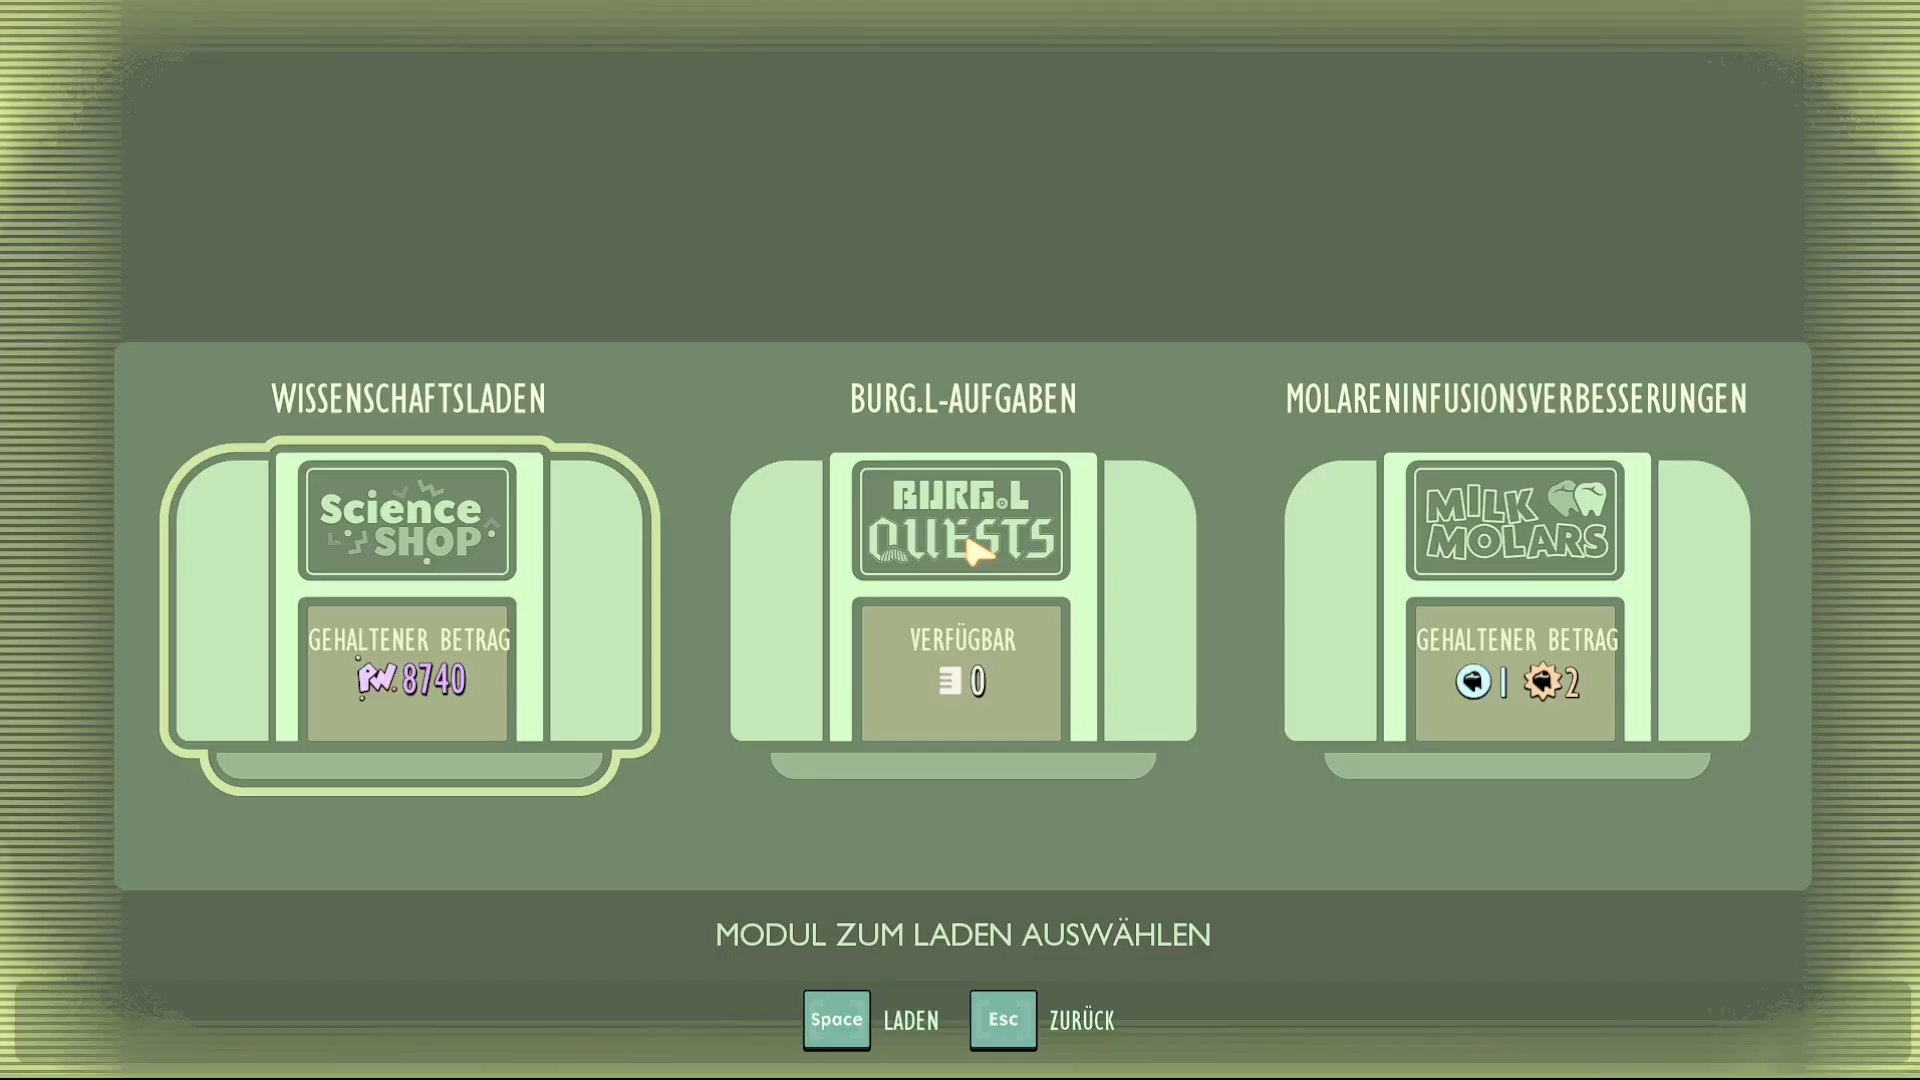 WISSENSCHAFTSLADEN
BURG.L-AUFGABEN
MOLARENINFUSIONSVERBESSERUNGEN
Science
SHOP
BURG.L
QUESTS
MILK
MOLARS
GEHALTENER BETRAG
8740
VERFÜGBAR
0
GEHALTENER BETRAG
1 2
MODUL ZUM LADEN AUSWÄHLEN
Space LADEN Esc ZURÜCK